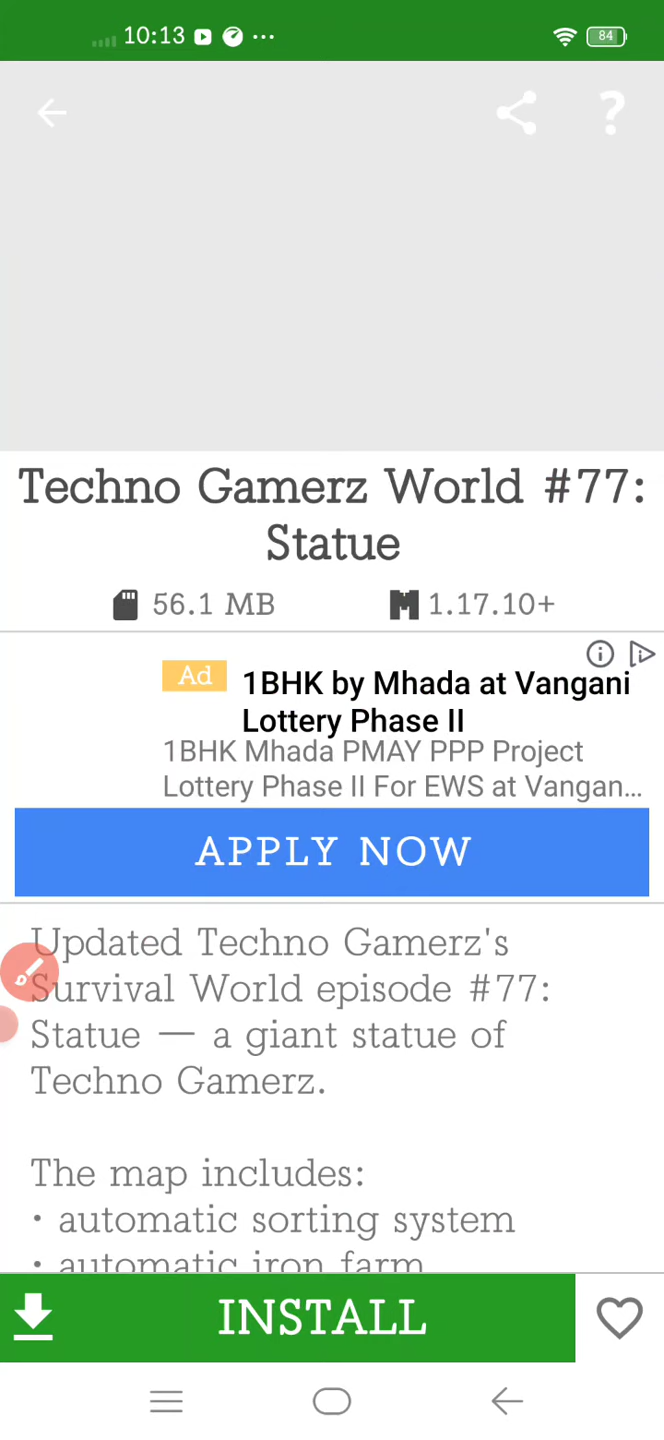 10:13
84
Techno Gamerz World #77:
Statue
56.1 MB
1.17.10+
Ad
1BHK by Mhada at Vangani
Lottery Phase II
1BHK Mhada PMAY PPP Project
Lottery Phase II For EWS at Vangan...
APPLY NOW
Updated Techno Gamerz's
Survival World episode #77:
Statue — a giant statue of
Techno Gamerz.
The map includes:
• automatic sorting system
• automatic iron farm
INSTALL